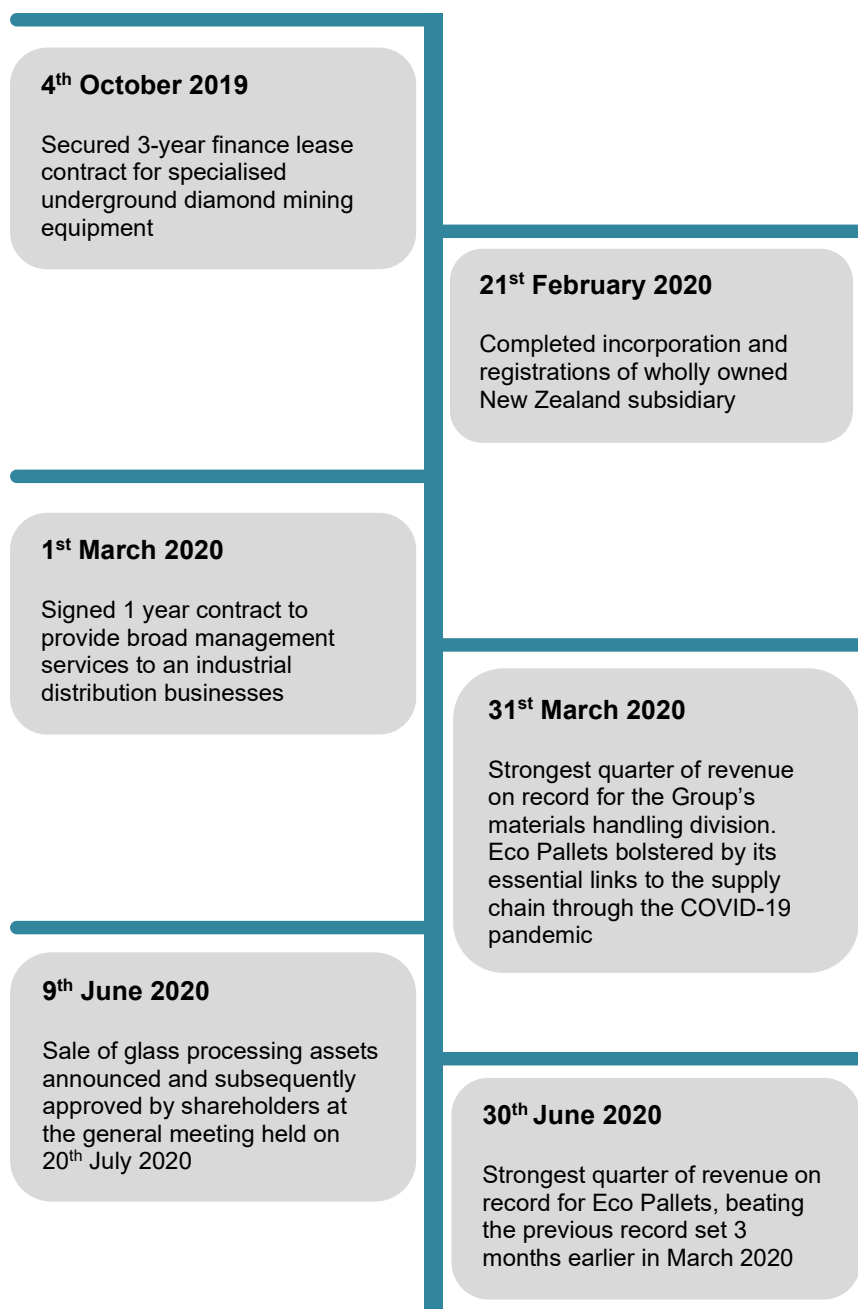 4th October 2019
Secured 3-year finance lease
contract for specialised
underground diamond mining
equipment
21st February 2020
Completed incorporation and
registrations of wholly owned
New Zealand subsidiary
1st March 2020
Signed 1 year contract to
provide broad management
services to an industrial
distribution businesses
31st March 2020
Strongest quarter of revenue
on record for the Group’s
materials handling division.
Eco Pallets bolstered by its
essential links to the supply
chain through the COVID-19
pandemic
9th June 2020
Sale of glass processing assets
announced and subsequently
approved by shareholders at
the general meeting held on
20th July 2020
30th June 2020
Strongest quarter of revenue on
record for Eco Pallets, beating
the previous record set 3
months earlier in March 2020